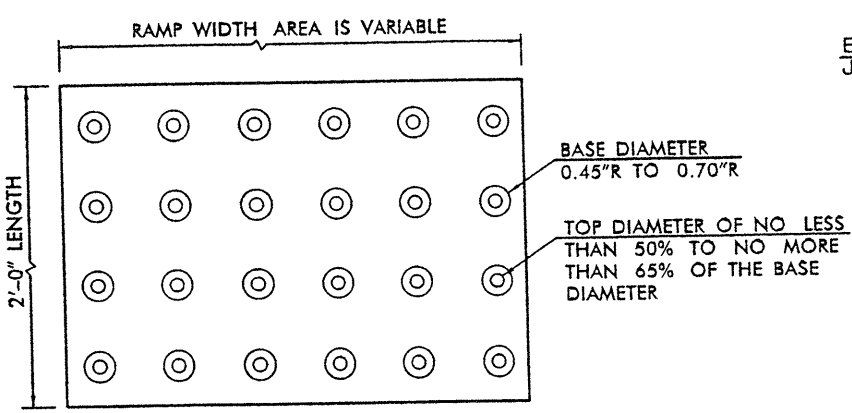 RAMP WIDTH AREA IS VARIABLE
2'-0" LENGTH
BASE DIAMETER
0.45"R TO 0.70"R
TOP DIAMETER OF NO LESS
THAN 50% TO NO MORE
THAN 65% OF THE BASE
DIAMETER